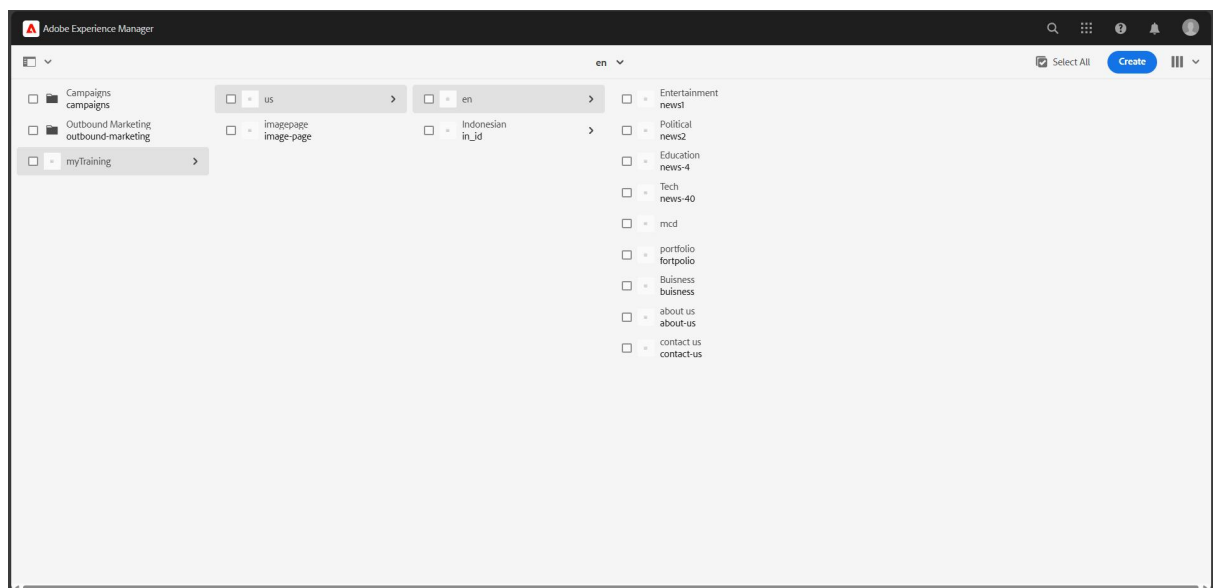 Adobe Experience Manager
en
Select All
Create
Campaigns
campaigns
Outbound Marketing
outbound-marketing
myTraining
us
imagepage
image-page
en
Indonesian
in_id
Entertainment
news1
Political
news2
Education
news-4
Tech
news-40
mcd
portfolio
fortpolio
Buisness
buisness
about us
about-us
contact us
contact-us